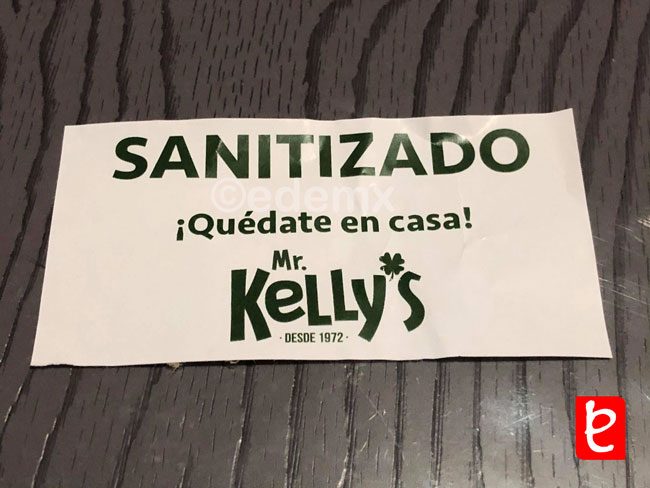 SANITIZADO
©edemx
¡Quédate en casa!
Mr.
Kelly's
· DESDE 1972 ·
e